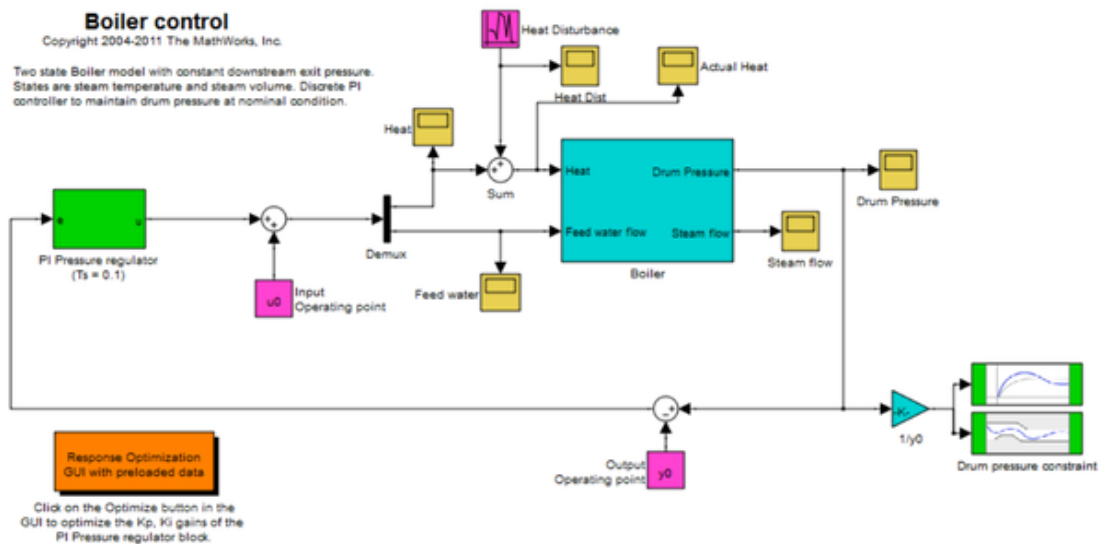 Boiler control
Copyright 2004-2011 The MathWorks, Inc.
Two state Boiler model with constant downstream exit pressure.
States are steam temperature and steam volume. Discrete PI
controller to maintain drum pressure at nominal condition.
Heat Disturbance
Heat Dist
Actual Heat
Heat
Sum
Heat
Drum Pressure
Feed water flow
Steam flow
Boiler
Drum Pressure
Steam flow
e
u
PI Pressure regulator
(Ts = 0.1)
Demux
u0
Input
Operating point
Feed water
-K-
1/y0
Drum pressure constraint
Output
Operating point
y0
Response Optimization
GUI with preloaded data
Click on the Optimize button in the
GUI to optimize the Kp, Ki gains of the
PI Pressure regulator block.